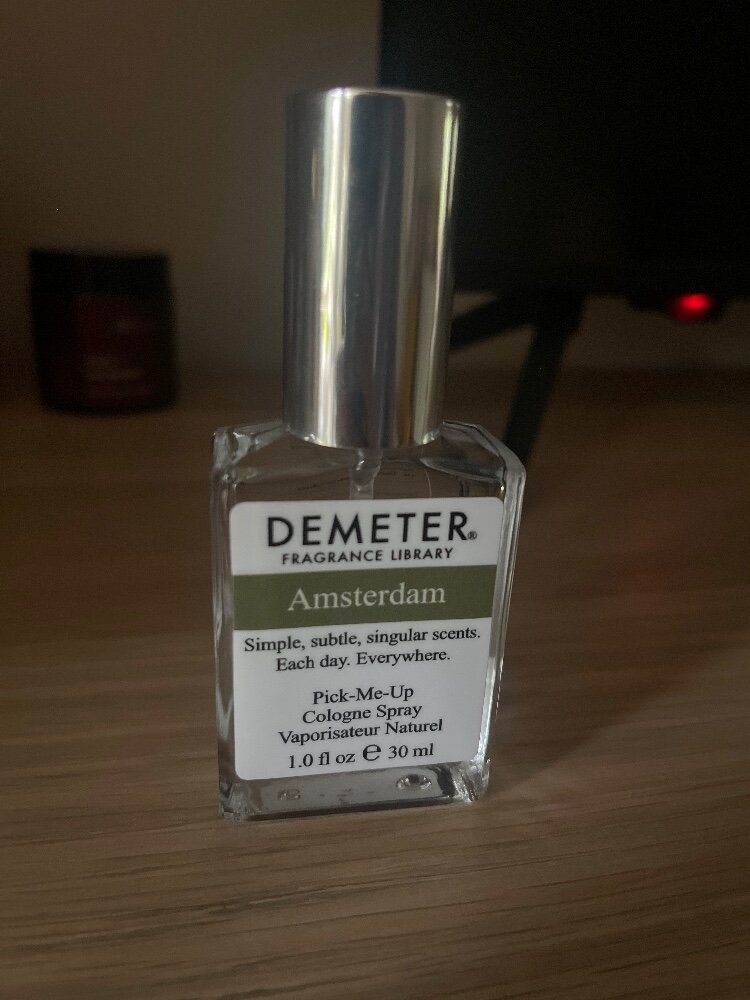 DEMETER®
FRAGRANCE LIBRARY
Amsterdam
Simple, subtle, singular scents.
Each day. Everywhere.
Pick-Me-Up
Cologne Spray
Vaporisateur Naturel
1.0 fl oz ℮ 30 ml